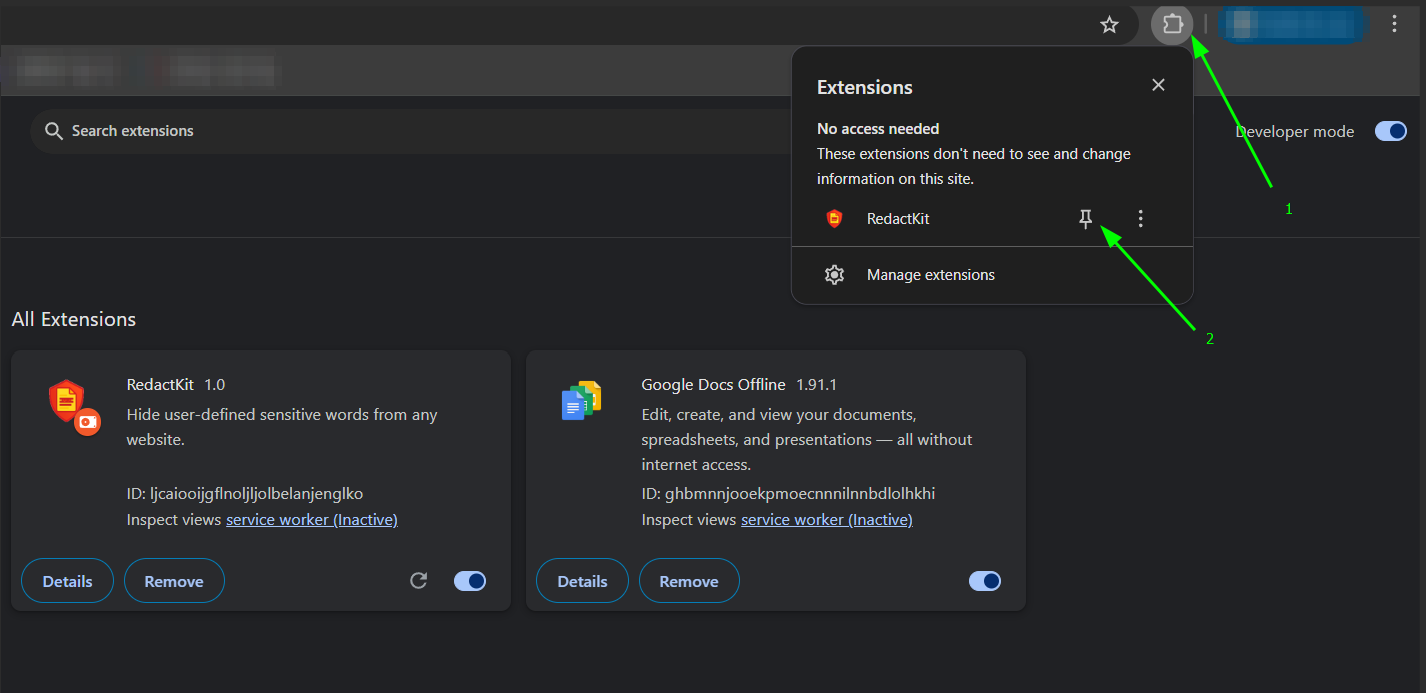 Extensions
No access needed
These extensions don't need to see and change
information on this site.
RedactKit
Manage extensions
Search extensions
Developer mode
1
2
All Extensions
RedactKit 1.0
Hide user-defined sensitive words from any
website.
ID: ljcaiooijgflnoljljolbelanjenglko
Inspect views service worker (Inactive)
Details
Remove
Google Docs Offline 1.91.1
Edit, create, and view your documents,
spreadsheets, and presentations — all without
internet access.
ID: ghbmnnjooekpmoecnnnilnnbdlolhkhi
Inspect views service worker (Inactive)
Details
Remove